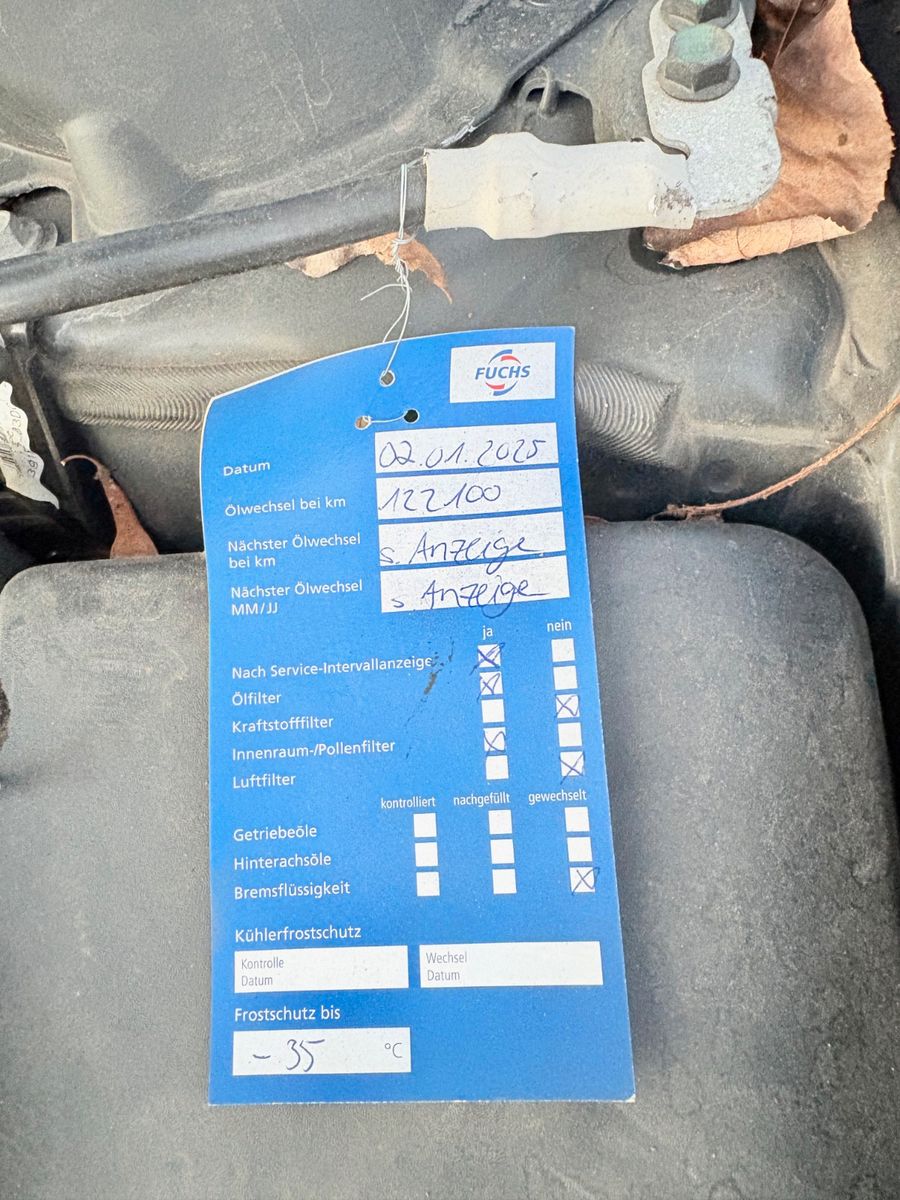 FUCHS
Datum 02.01.2025
Ölwechsel bei km 122100
Nächster Ölwechsel
bei km s. Anzeige
Nächster Ölwechsel
MM/JJ s Anzeige
ja nein
Nach Service-Intervallanzeige
Ölfilter
Kraftstofffilter
Innenraum-/Pollenfilter
Luftfilter
kontrolliert nachgefüllt gewechselt
Getriebeöle
Hinterachsöle
Bremsflüssigkeit
Kühlerfrostschutz
Kontrolle
Datum
Wechsel
Datum
Frostschutz bis
- 35 °C